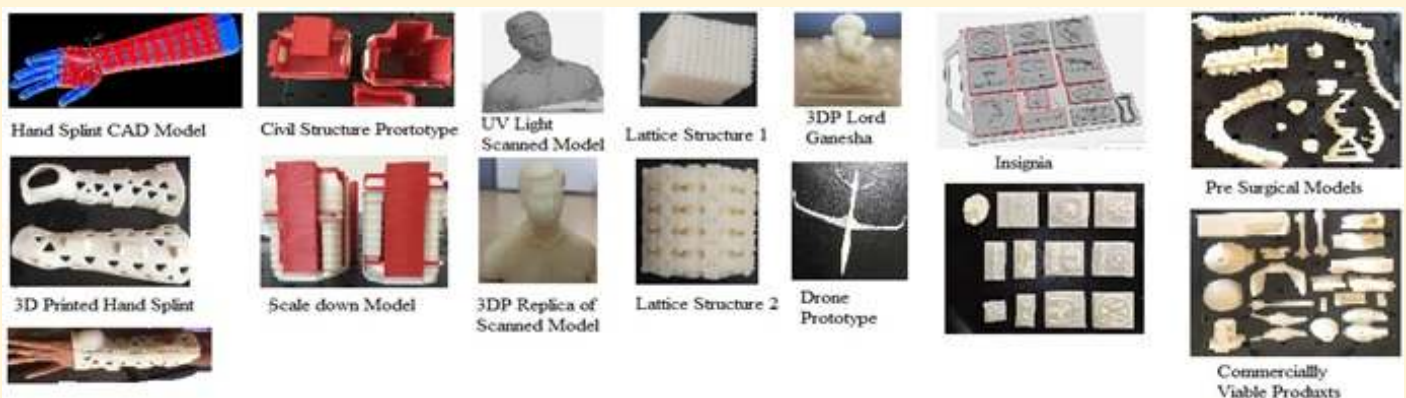 Hand Splint CAD Model
Civil Structure Prortotype
UV Light
Scanned Model
Lattice Structure 1
3DP Lord
Ganesha
Insignia
Pre Surgical Models
3D Printed Hand Splint
Scale down Model
3DP Replica of
Scanned Model
Lattice Structure 2
Drone
Prototype
Commerciallly
Viable Produxts